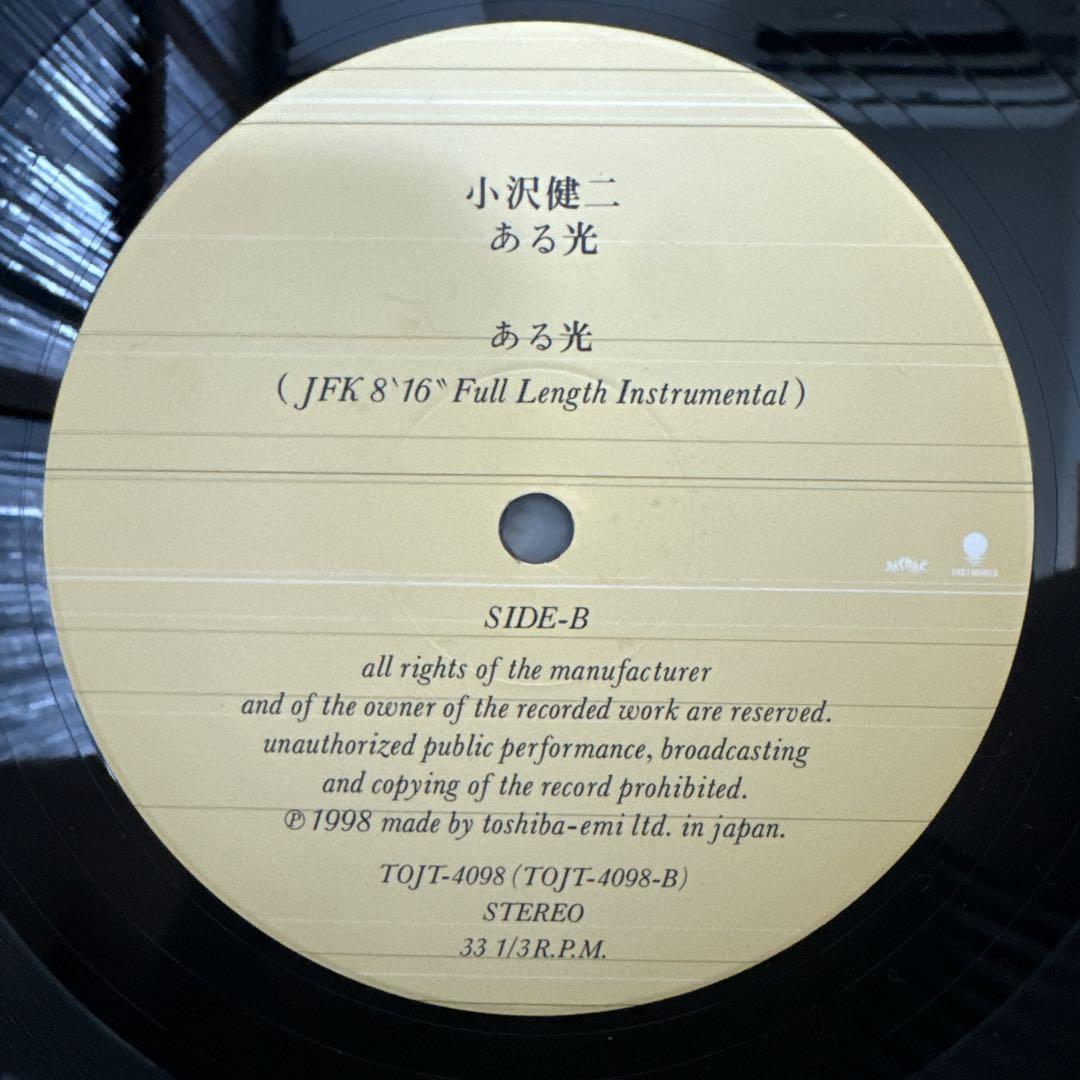 小沢健二
ある光
ある光
( JFK 8‵16‶ Full Length Instrumental )
EASTWORLD
SIDE-B
all rights of the manufacturer
and of the owner of the recorded work are reserved.
unauthorized public performance, broadcasting
and copying of the record prohibited.
℗ 1998 made by toshiba-emi ltd. in japan.
TOJT-4098 (TOJT-4098-B)
STEREO
33 1/3 R.P.M.